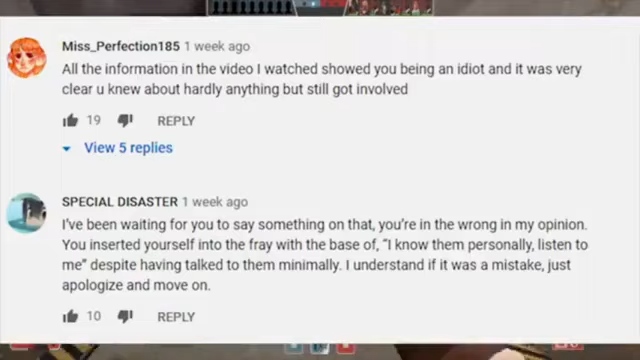 Miss_Perfection185 1 week ago
All the information in the video I watched showed you being an idiot and it was very
clear u knew about hardly anything but still got involved
19 REPLY
View 5 replies
SPECIAL DISASTER 1 week ago
I've been waiting for you to say something on that, you're in the wrong in my opinion.
You inserted yourself into the fray with the base of, “I know them personally, listen to
me” despite having talked to them minimally. I understand if it was a mistake, just
apologize and move on.
10 REPLY